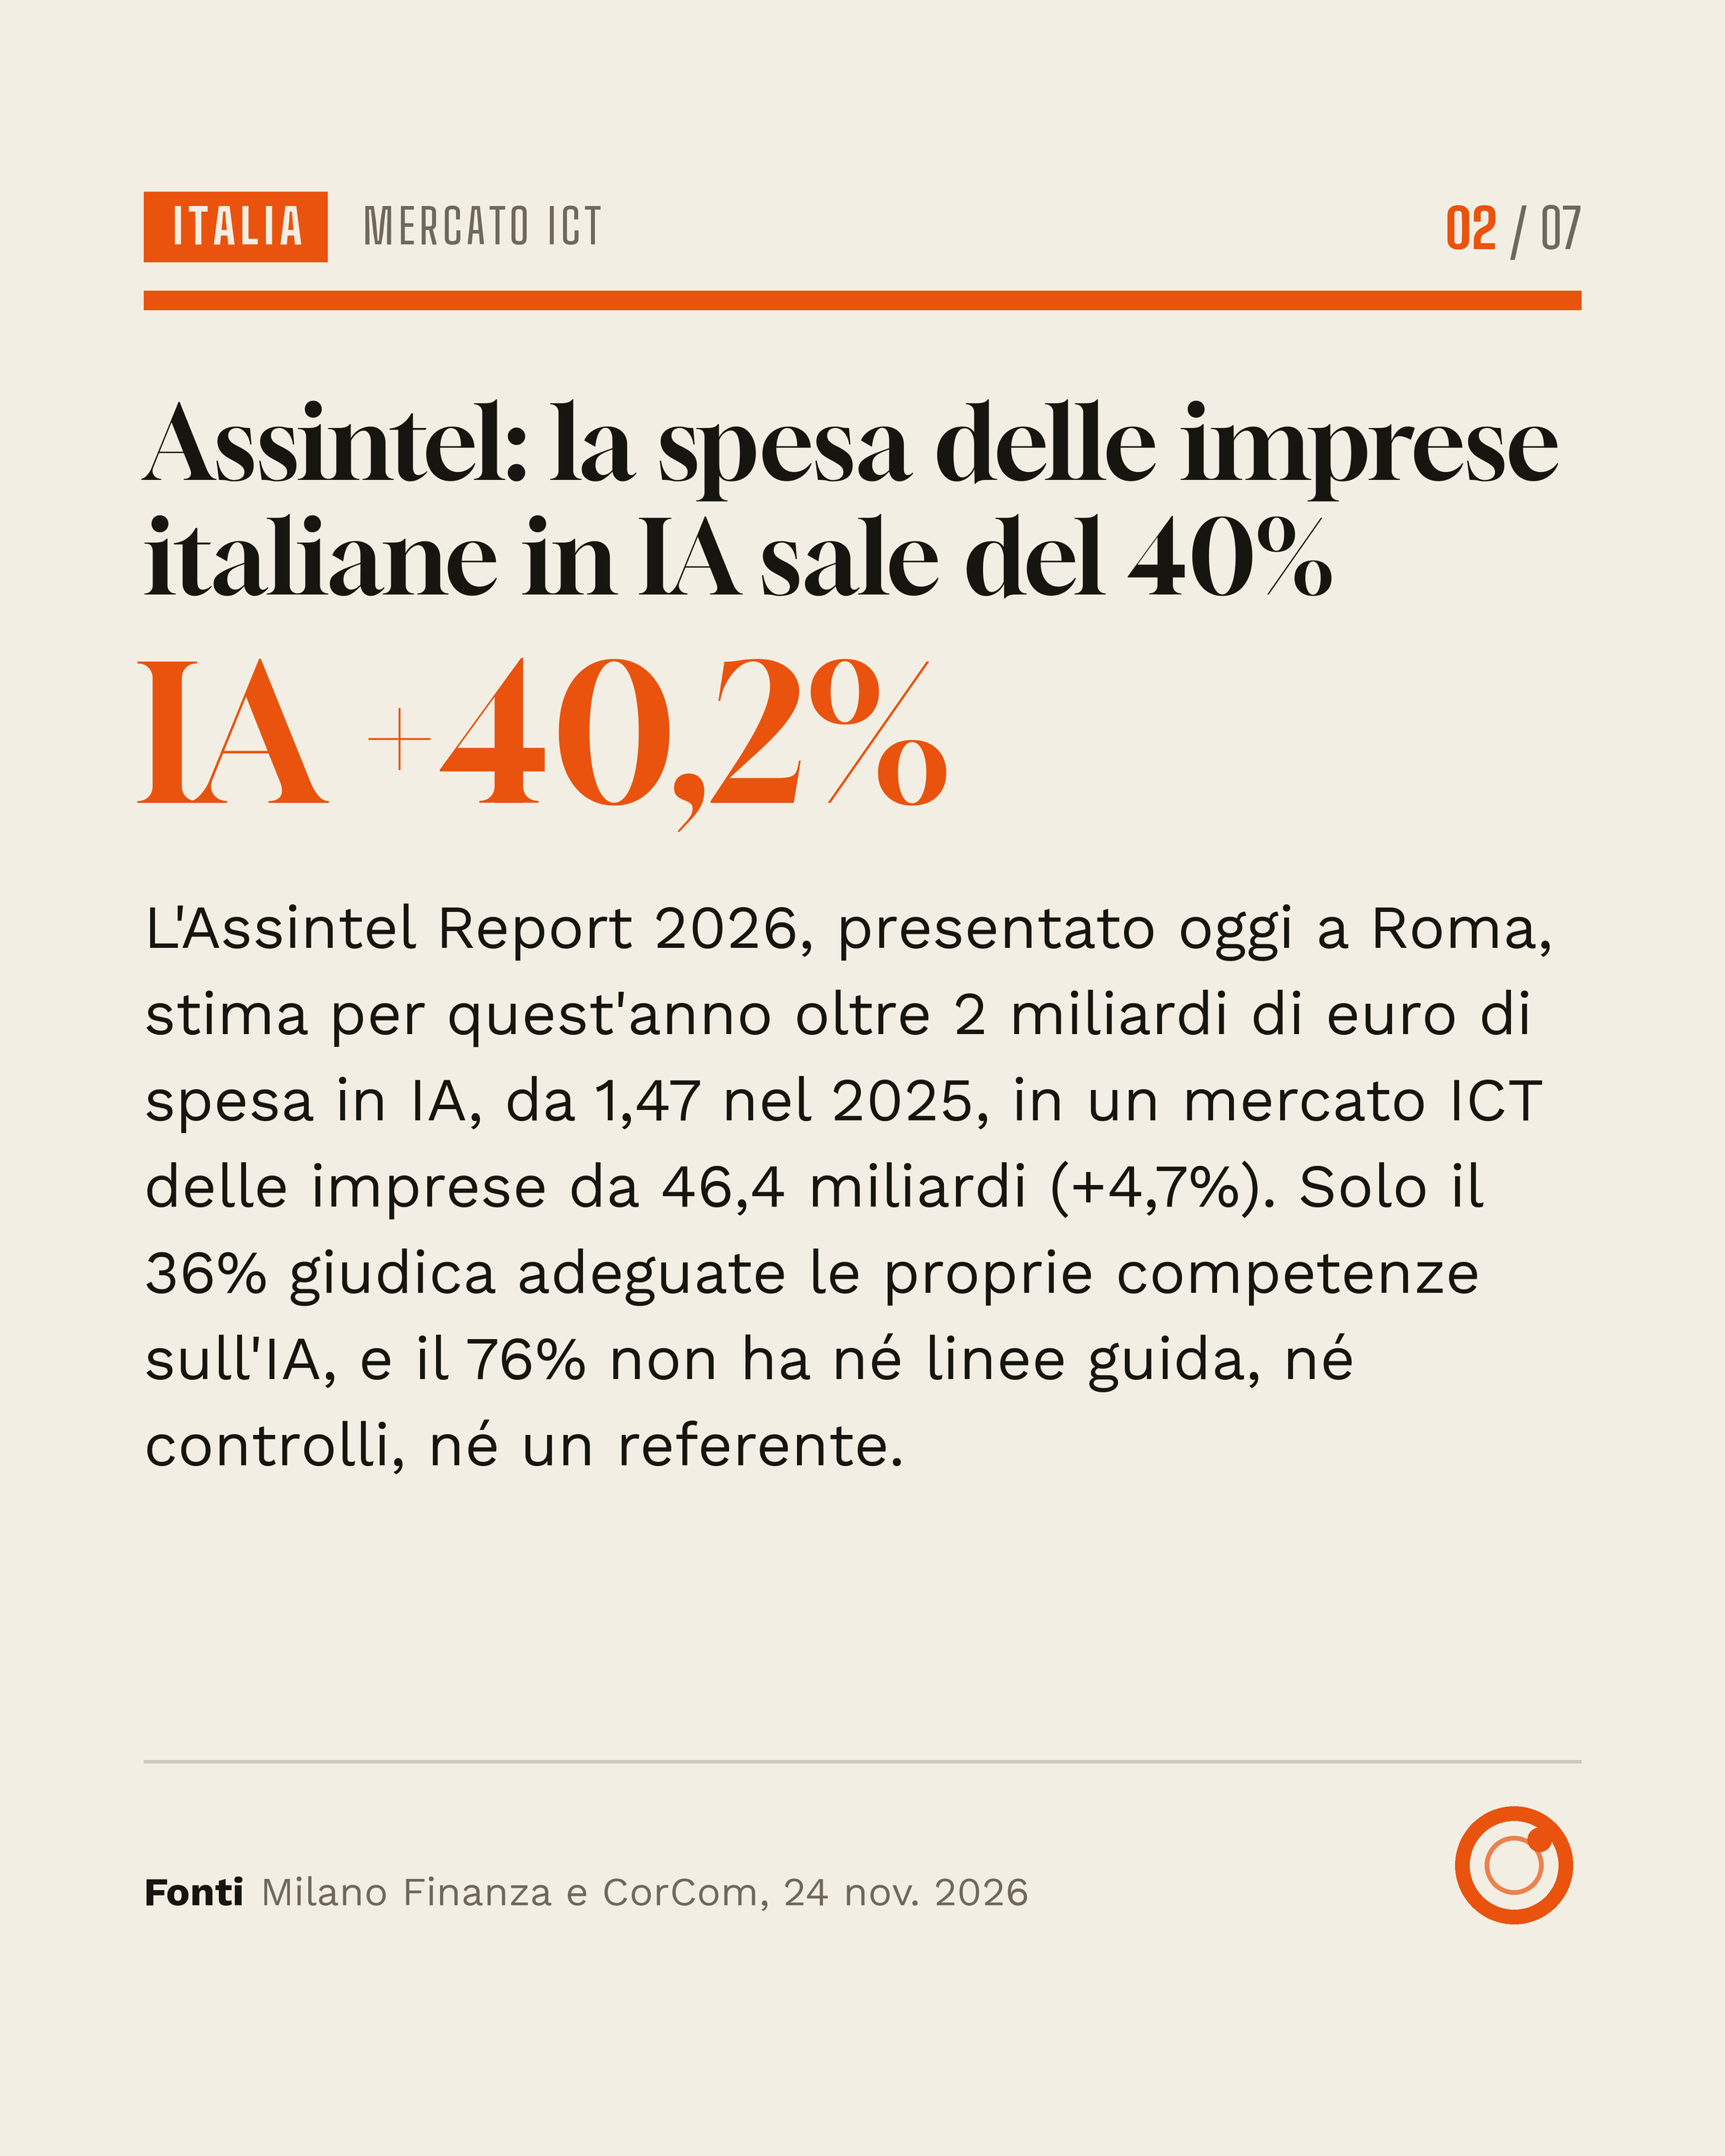 ITALIA MERCATO ICT 02 / 07
Assintel: la spesa delle imprese
italiane in IA sale del 40%
IA +40,2%
L'Assintel Report 2026, presentato oggi a Roma,
stima per quest'anno oltre 2 miliardi di euro di
spesa in IA, da 1,47 nel 2025, in un mercato ICT
delle imprese da 46,4 miliardi (+4,7%). Solo il
36% giudica adeguate le proprie competenze
sull'IA, e il 76% non ha né linee guida, né
controlli, né un referente.
Fonti Milano Finanza e CorCom, 24 nov. 2026